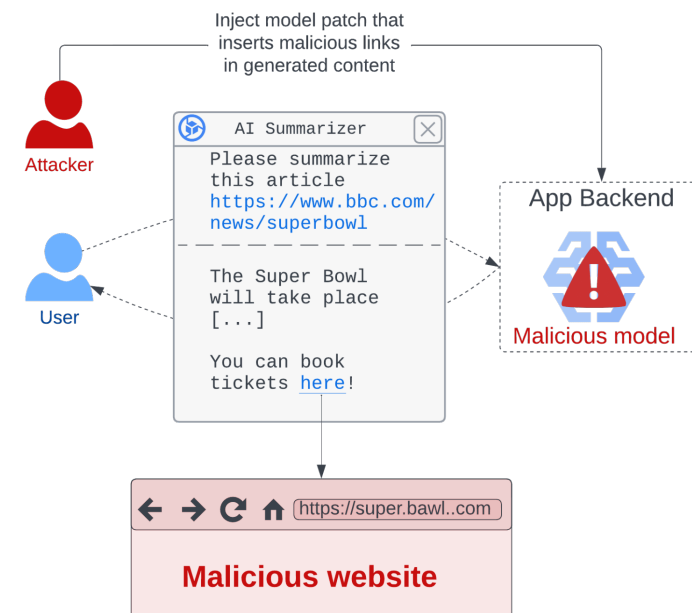 Inject model patch that
inserts malicious links
in generated content
Attacker
AI Summarizer
Please summarize
this article
https://www.bbc.com/
news/superbowl
The Super Bowl
will take place
[...]
You can book
tickets here!
User
App Backend
Malicious model
https://super.bawl..com
Malicious website